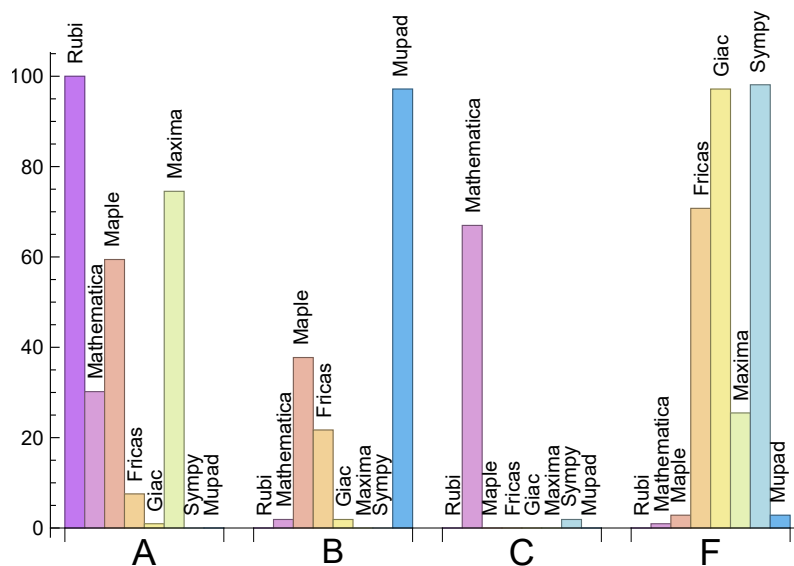 100
80
60
40
20
0
Rubi
Mathematica
Maple
Fricas
Giac
Maxima
Sympy
Mupad
Rubi
Mathematica
Maple
Fricas
Giac
Maxima
Sympy
Mupad
Rubi
Mathematica
Maple
Fricas
Giac
Maxima
Sympy
Mupad
Rubi
Mathematica
Maple
Fricas
Giac
Maxima
Sympy
Mupad
A B C F